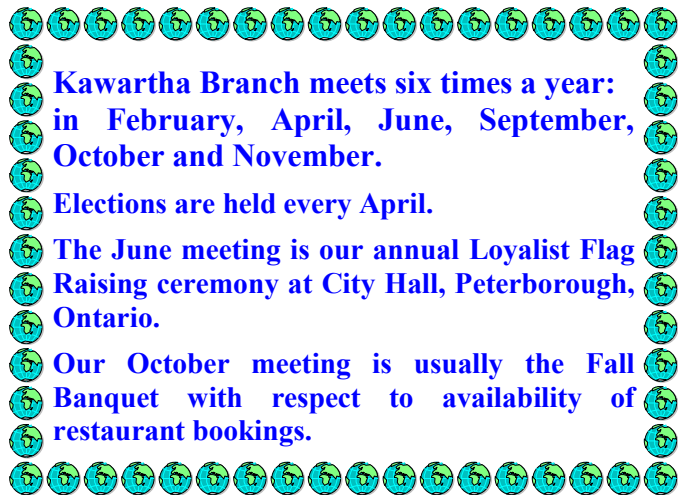 Kawartha Branch meets six times a year:
in February, April, June, September,
October and November.
Elections are held every April.
The June meeting is our annual Loyalist Flag
Raising ceremony at City Hall, Peterborough,
Ontario.
Our October meeting is usually the Fall
Banquet with respect to availability of
restaurant bookings.